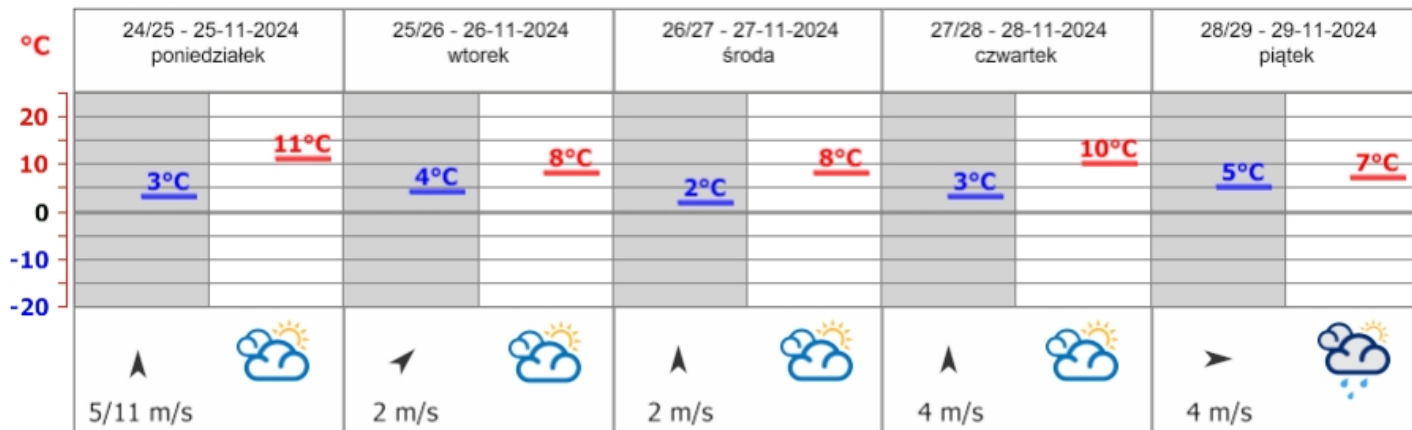 °C
24/25 - 25-11-2024
poniedziałek
25/26 - 26-11-2024
wtorek
26/27 - 27-11-2024
środa
27/28 - 28-11-2024
czwartek
28/29 - 29-11-2024
piątek
20
10
0
-10
-20
3°C
11°C
4°C
8°C
2°C
8°C
3°C
10°C
5°C
7°C
5/11 m/s
2 m/s
2 m/s
4 m/s
4 m/s